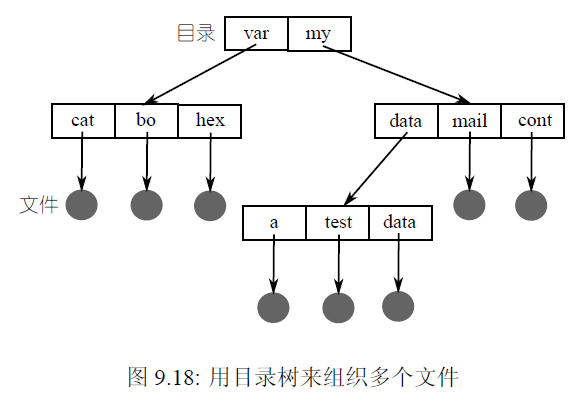 目录 var my
cat bo hex data mail cont
文件
a test data
图 9.18: 用目录树来组织多个文件